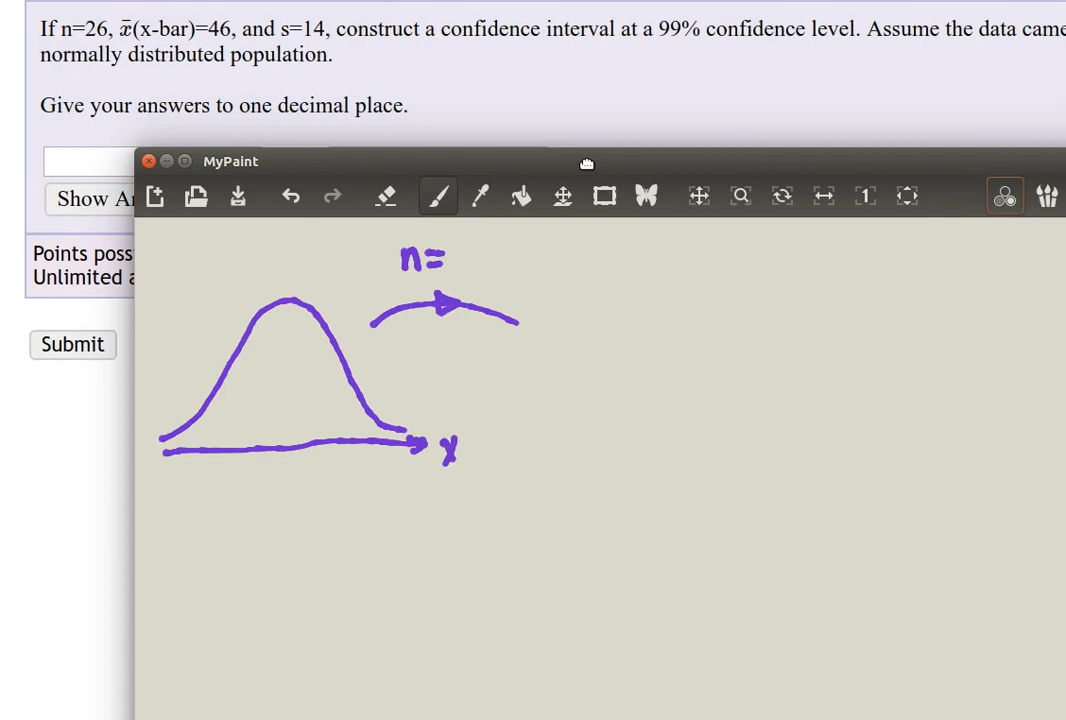 If n=26, x̄(x-bar)=46, and s=14, construct a confidence interval at a 99% confidence level. Assume the data came
normally distributed population.
Give your answers to one decimal place.
Show
MyPaint
Points
Unlimited
n=
x
Submit